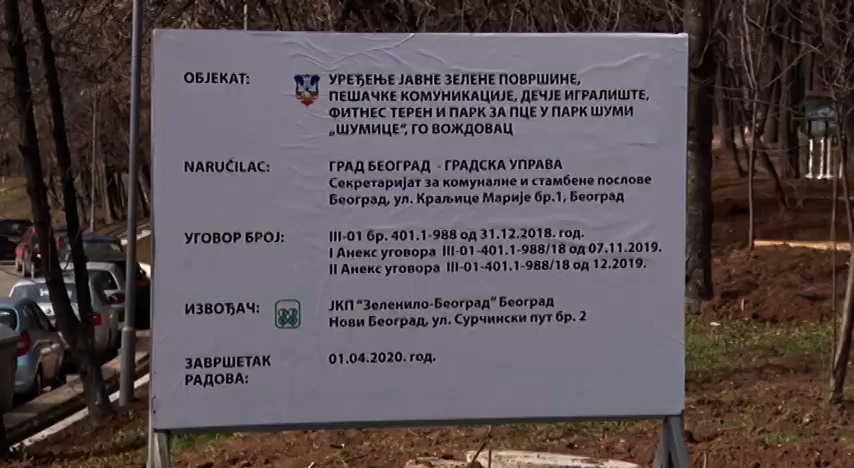 ОБЈЕКАТ: УРЕЂЕЊЕ ЈАВНЕ ЗЕЛЕНЕ ПОВРШИНЕ,
ПЕШАЧКЕ КОМУНИКАЦИЈЕ, ДЕЧЈЕ ИГРАЛИШТЕ,
ФИТНЕС ТЕРЕН И ПАРК ЗА ПЦЕ У ПАРК ШУМИ
„ШУМИЦЕ“, ГО ВОЖДОВАЦ
NARUČILAC: ГРАД БЕОГРАД - ГРАДСКА УПРАВА
Секретаријат за комуналне и стамбене послове
Београд, ул. Краљице Марије бр.1, Београд
УГОВОР БРОЈ: III-01 бр. 401.1-988 од 31.12.2018. год.
I Анекс уговора III-01-401.1-988/18 од 07.11.2019.
II Анекс уговора III-01-401.1-988/18 од 12.2019.
ИЗВОЂАЧ: ЈКП “Зеленило-Београд” Београд
Нови Београд, ул. Сурчински пут бр. 2
ЗАВРШЕТАК 01.04.2020. год.
РАДОВА: